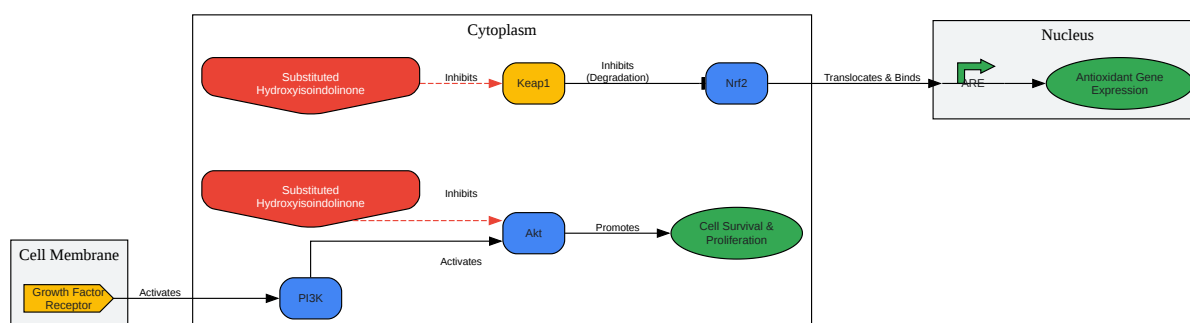 Cytoplasm
Nucleus
Substituted
Hydroxyisoindolinone
Inhibits
Keap1
Inhibits
(Degradation)
Nrf2
Translocates & Binds
ARE
Antioxidant Gene
Expression
Substituted
Hydroxyisoindolinone
Inhibits
Akt
Promotes
Cell Survival &
Proliferation
Activates
Cell Membrane
Growth Factor
Receptor
Activates
PI3K